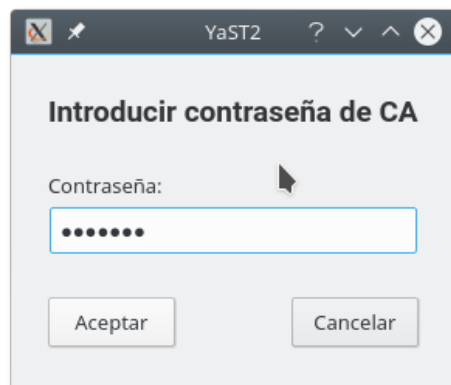 YaST2
Introducir contraseña de CA
Contraseña:
•••••••
Aceptar Cancelar